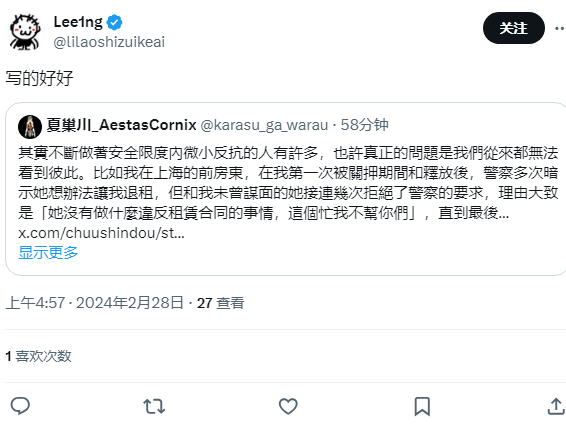 Lee1ng
@lilaoshizuikeai
关注
写的好好
夏巢川_AestasCornix @karasu_ga_warau · 58分钟
其實不斷做著安全限度內微小反抗的人有許多，也許真正的問題是我們從來都無法
看到彼此。比如我在上海的前房東，在我第一次被關押期間和釋放後，警察多次暗
示她想辦法讓我退租，但和我未曾謀面的她接連幾次拒絕了警察的要求，理由大致
是「她沒有做什麼違反租賃合同的事情，這個忙我不幫你們」，直到最後...
x.com/chuushindou/st...
显示更多
上午4:57 · 2024年2月28日 · 27 查看
1 喜欢次数